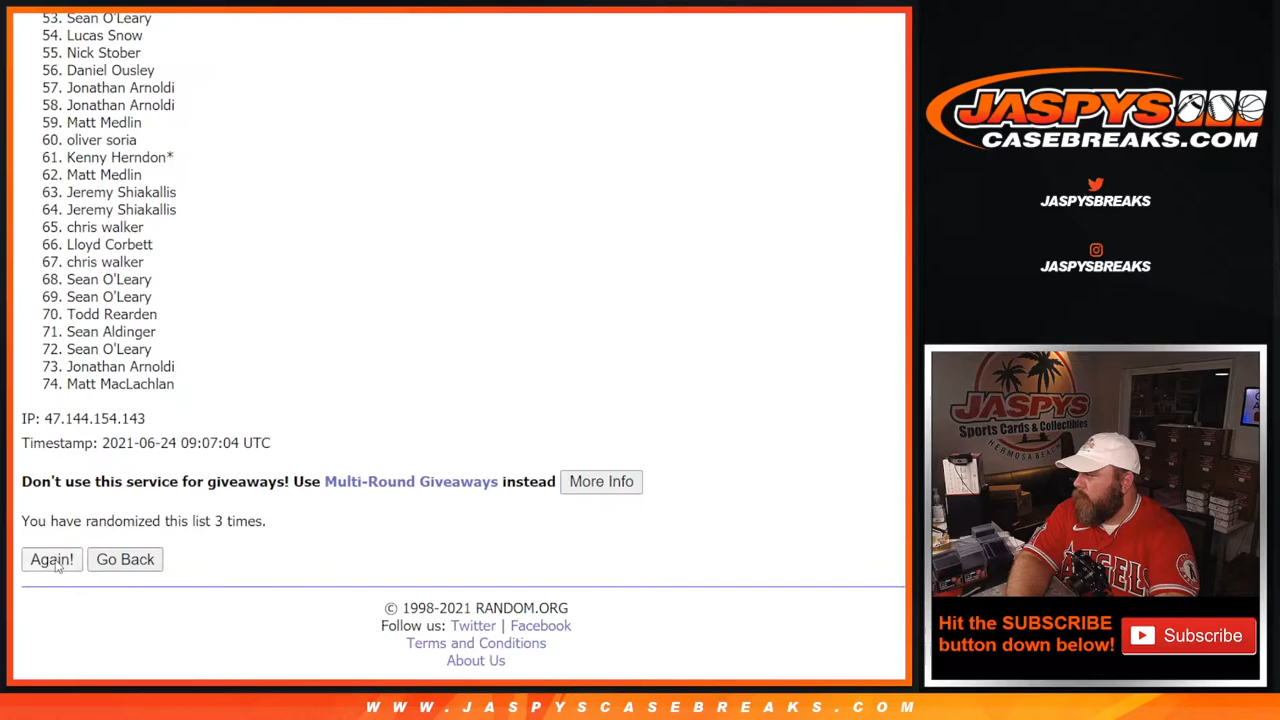 53. Sean O'Leary
54. Lucas Snow
55. Nick Stober
56. Daniel Ousley
57. Jonathan Arnoldi
58. Jonathan Arnoldi
59. Matt Medlin
60. oliver soria
61. Kenny Herndon*
62. Matt Medlin
63. Jeremy Shiakallis
64. Jeremy Shiakallis
65. chris walker
66. Lloyd Corbett
67. chris walker
68. Sean O'Leary
69. Sean O'Leary
70. Todd Rearden
71. Sean Aldinger
72. Sean O'Leary
73. Jonathan Arnoldi
74. Matt MacLachlan
IP: 47.144.154.143
Timestamp: 2021-06-24 09:07:04 UTC
Don't use this service for giveaways! Use Multi-Round Giveaways instead More Info
You have randomized this list 3 times.
Again! Go Back
© 1998-2021 RANDOM.ORG
Follow us: Twitter | Facebook
Terms and Conditions
About Us
JASPYS
CASEBREAKS.COM
JASPYSBREAKS
JASPYSBREAKS
JASPYS
Sports Cards & Collectibles
HERMOSA BEACH
ANGELS
Hit the SUBSCRIBE
button down below!
Subscribe
WWW.JASPYSCASEBREAKS.COM